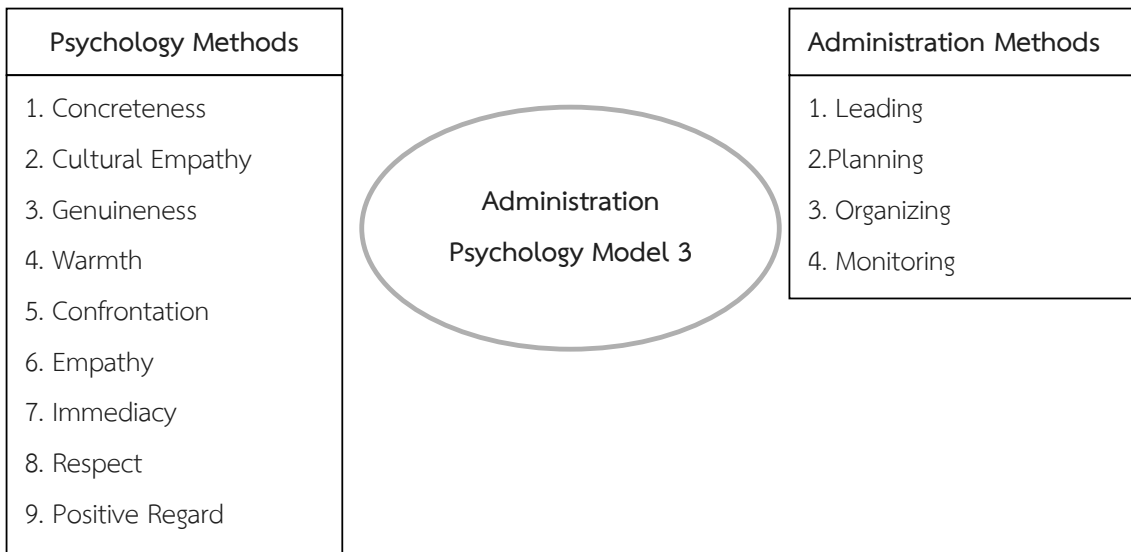 Psychology Methods
1. Concreteness
2. Cultural Empathy
3. Genuineness
4. Warmth
5. Confrontation
6. Empathy
7. Immediacy
8. Respect
9. Positive Regard
Administration
Psychology Model 3
Administration Methods
1. Leading
2.Planning
3. Organizing
4. Monitoring